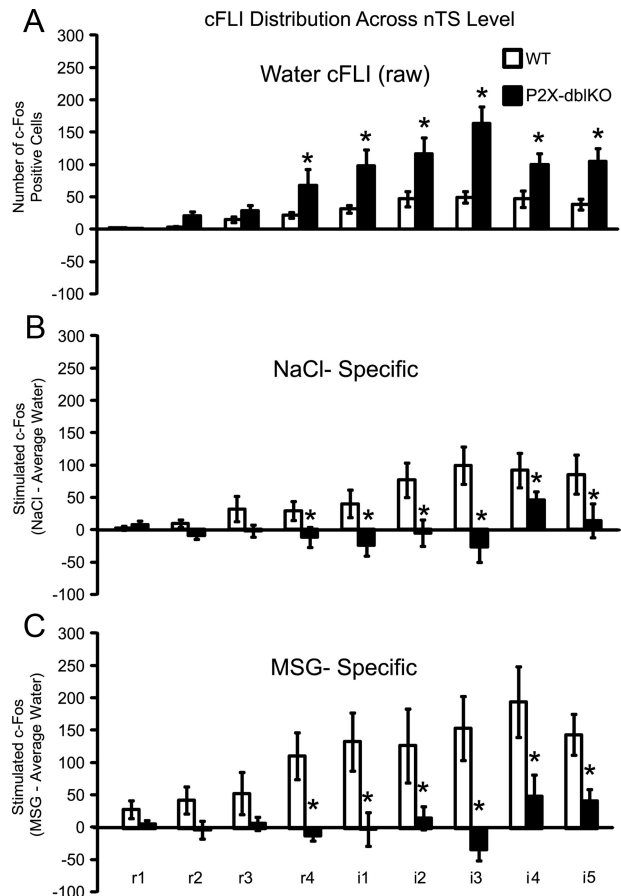 A
cFLI Distribution Across nTS Level
300
250
200
150
100
50
0
-50
-100
Number of c-Fos
Positive Cells
Water cFLI (raw)
WT
P2X-dblKO
* * * * * *
B
300
250
200
150
100
50
0
-50
-100
Stimulated c-Fos
(NaCl - Average Water)
NaCl- Specific
* * * * * *
C
300
250
200
150
100
50
0
-50
-100
Stimulated c-Fos
(MSG - Average Water)
MSG- Specific
* * * * * *
r1 r2 r3 r4 i1 i2 i3 i4 i5